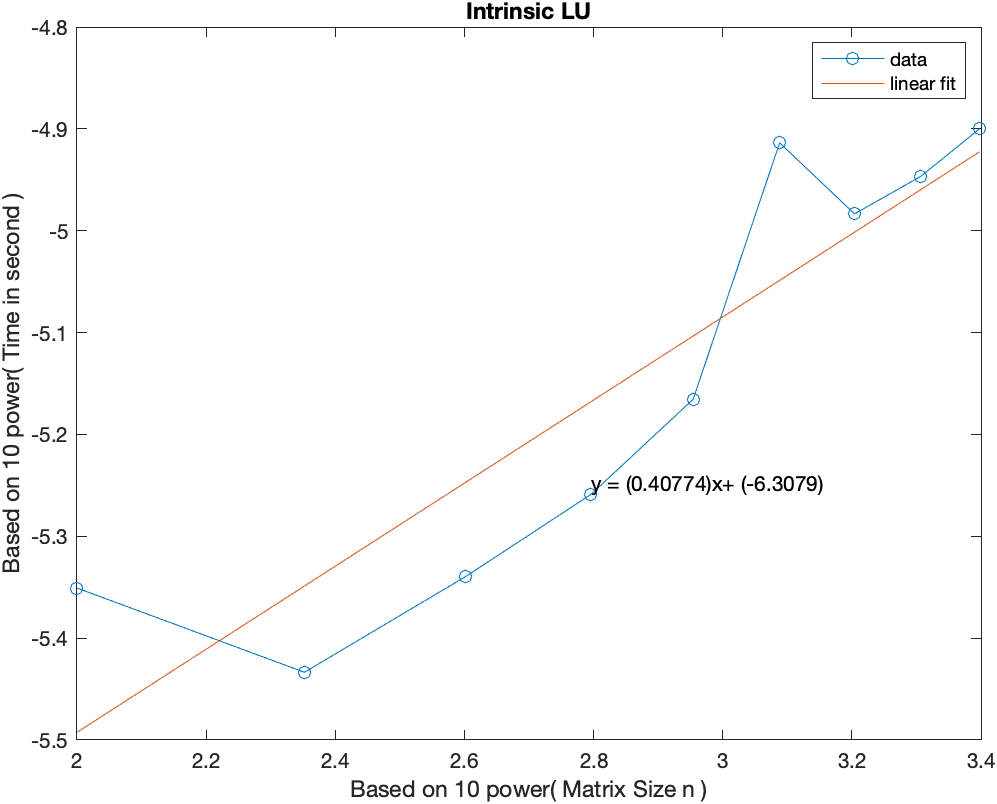 Intrinsic LU
data
linear fit
-4.8
-4.9
-5
-5.1
-5.2
-5.3
-5.4
-5.5
Based on 10 power( Time in second )
y = (0.40774)x+ (-6.3079)
2 2.2 2.4 2.6 2.8 3 3.2 3.4
Based on 10 power( Matrix Size n )